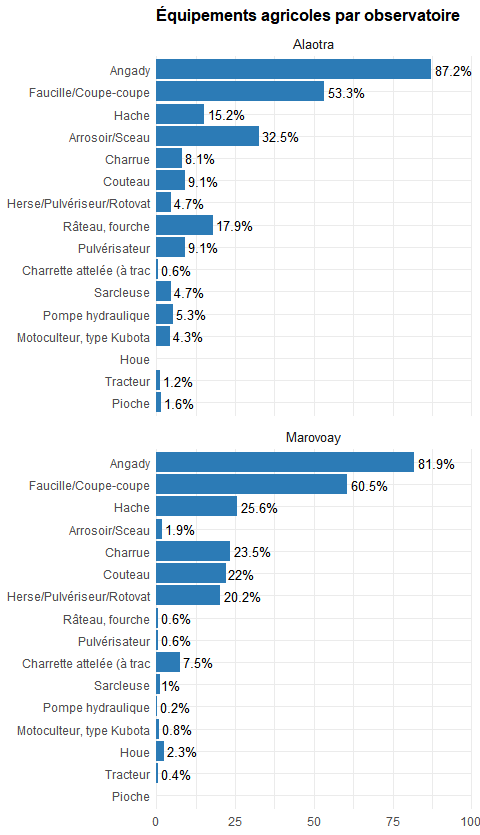 Équipements agricoles par observatoire
Alaotra
Angady 87.2%
Faucille/Coupe-coupe 53.3%
Hache 15.2%
Arrosoir/Sceau 32.5%
Charrue 8.1%
Couteau 9.1%
Herse/Pulvériseur/Rotovat 4.7%
Râteau, fourche 17.9%
Pulvérisateur 9.1%
Charrette attelée (à trac 0.6%
Sarcleuse 4.7%
Pompe hydraulique 5.3%
Motoculteur, type Kubota 4.3%
Houe
Tracteur 1.2%
Pioche 1.6%
Marovoay
Angady 81.9%
Faucille/Coupe-coupe 60.5%
Hache 25.6%
Arrosoir/Sceau 1.9%
Charrue 23.5%
Couteau 22%
Herse/Pulvériseur/Rotovat 20.2%
Râteau, fourche 0.6%
Pulvérisateur 0.6%
Charrette attelée (à trac 7.5%
Sarcleuse 1%
Pompe hydraulique 0.2%
Motoculteur, type Kubota 0.8%
Houe 2.3%
Tracteur 0.4%
Pioche
0 25 50 75 100